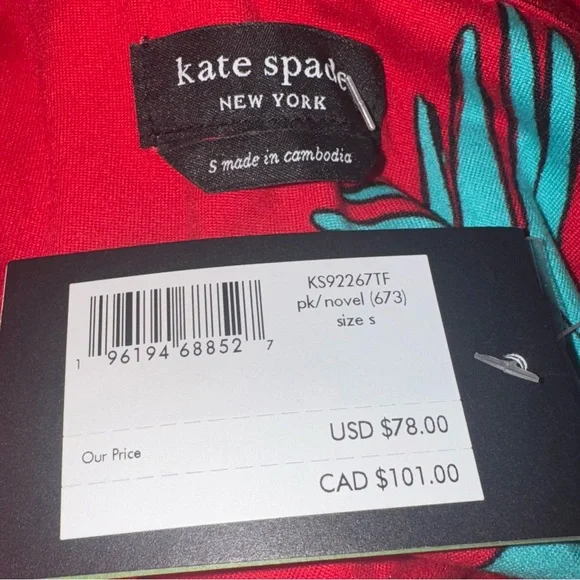 kate spade
NEW YORK
S made in cambodia
KS92267TF
pk/novel (673)
size s
1 96194 68852 7
USD $78.00
Our Price
CAD $101.00